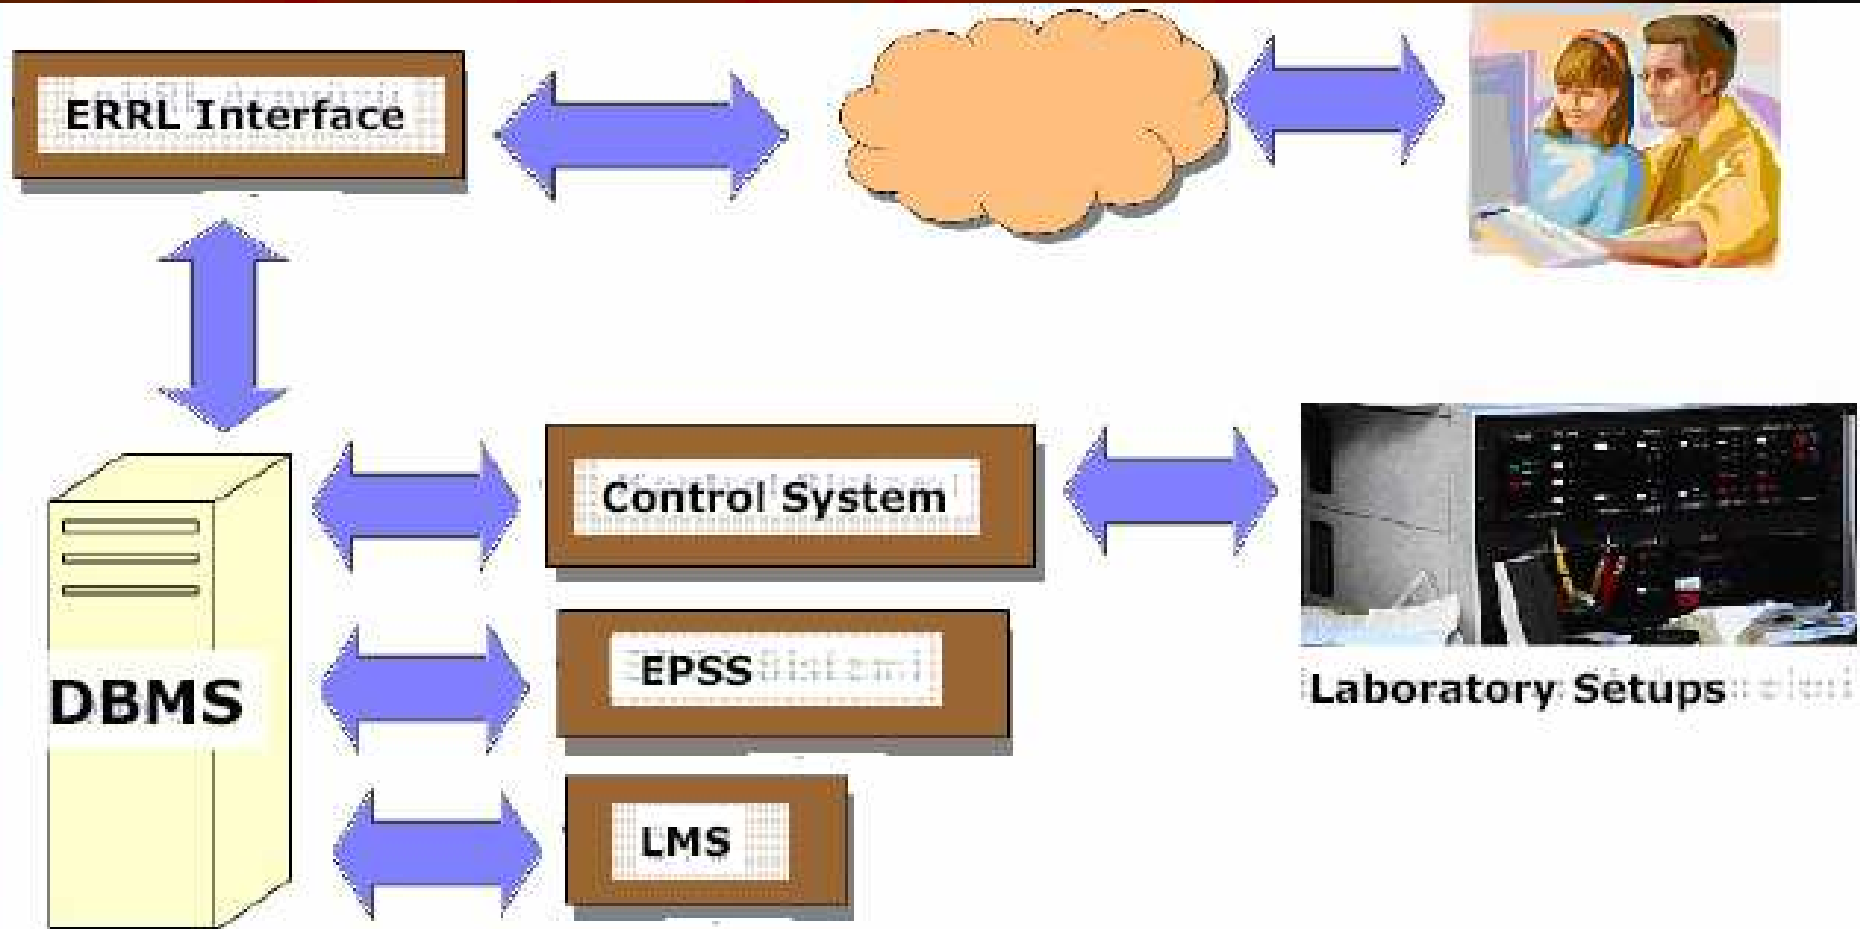 ERRL Interface
Control System
EPSS
DBMS
Laboratory Setups
LMS